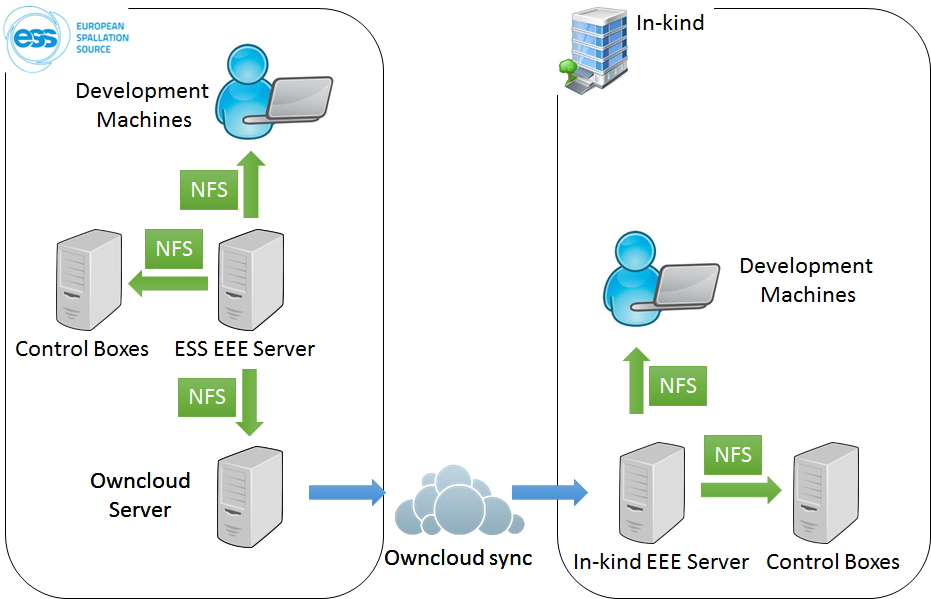 ess
EUROPEAN
SPALLATION
SOURCE
Development
Machines
NFS
NFS
Control Boxes
ESS EEE Server
NFS
Owncloud
Server
Owncloud sync
In-kind
Development
Machines
NFS
NFS
In-kind EEE Server
Control Boxes